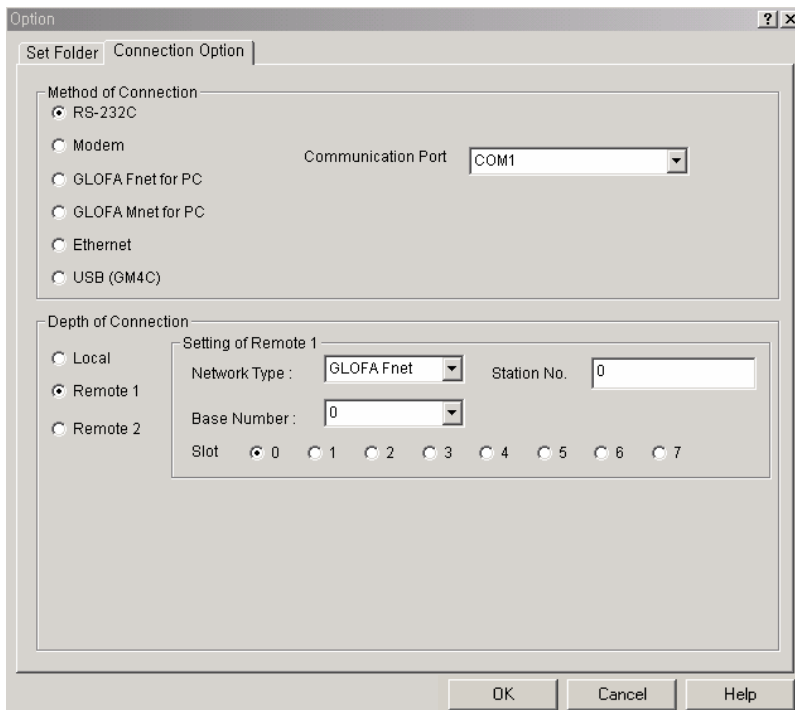 Option
Set Folder Connection Option
Method of Connection
RS-232C
Modem
Communication Port COM1
GLOFA Fnet for PC
GLOFA Mnet for PC
Ethernet
USB (GM4C)
Depth of Connection
Local
Remote 1
Remote 2
Setting of Remote 1
Network Type : GLOFA Fnet Station No. 0
Base Number : 0
Slot 0 1 2 3 4 5 6 7
OK Cancel Help